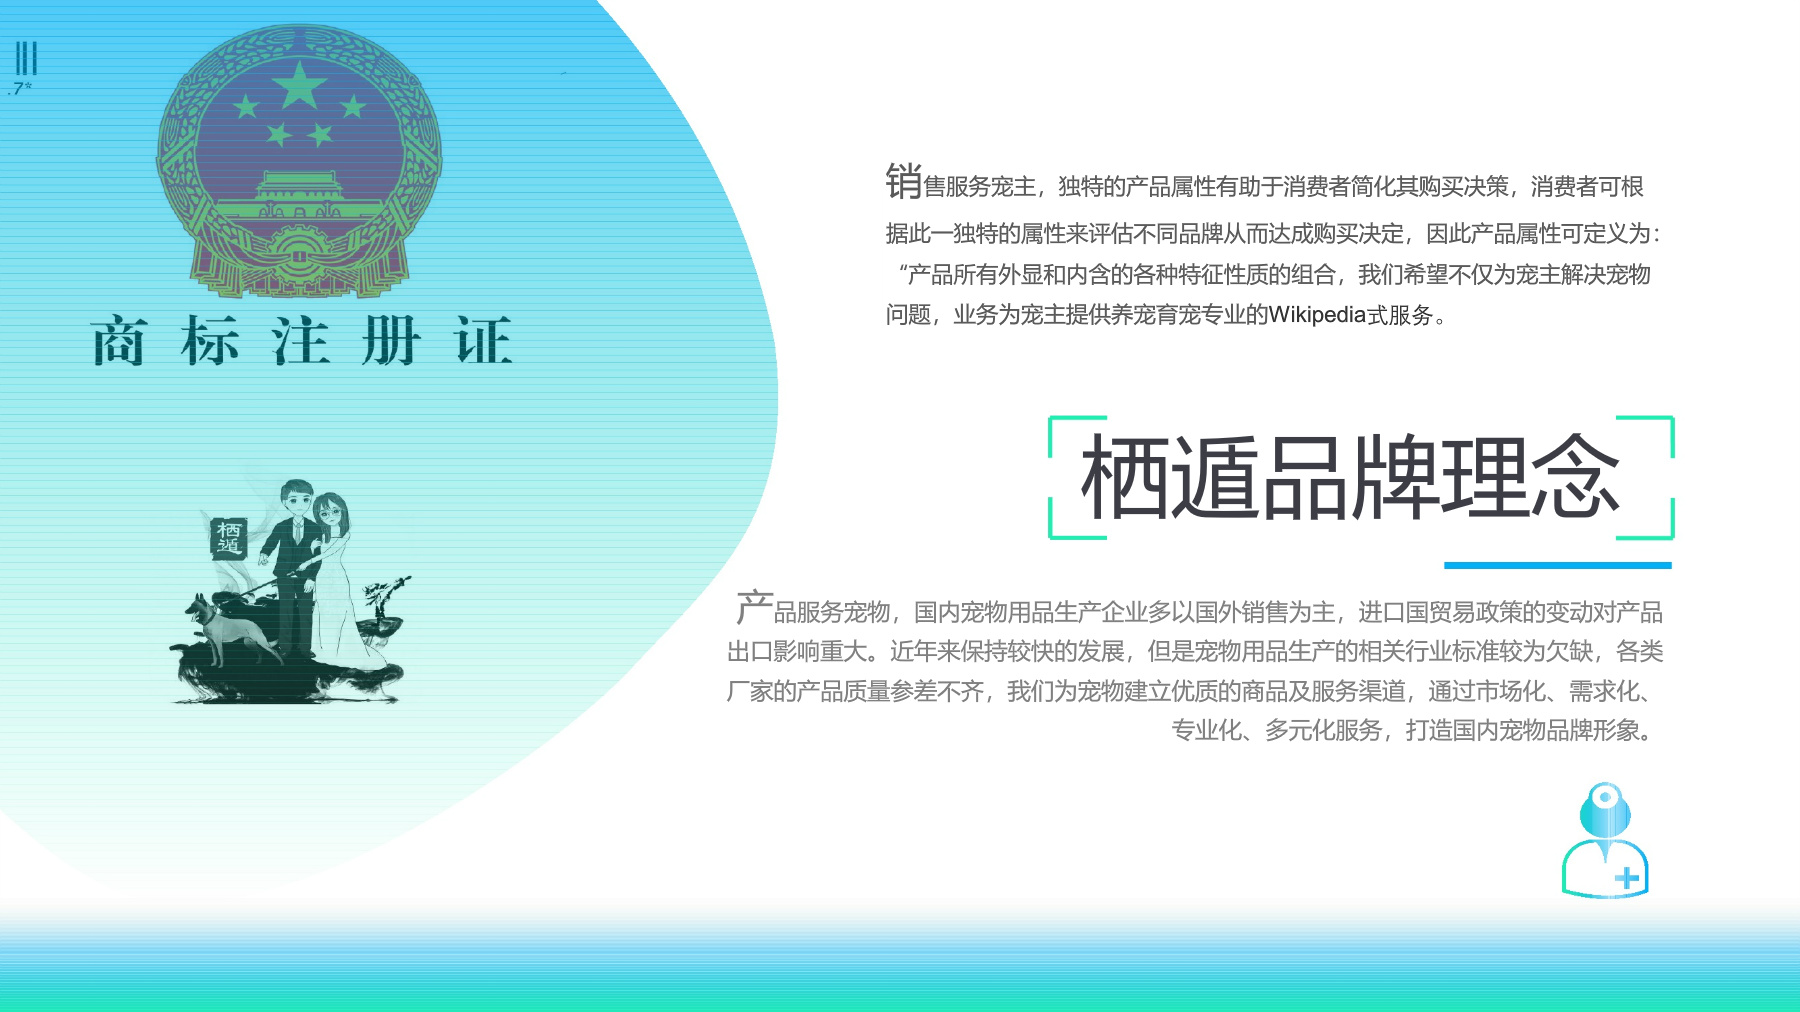 .7*
商标注册证
栖遁
销售服务宠主，独特的产品属性有助于消费者简化其购买决策，消费者可根
据此一独特的属性来评估不同品牌从而达成购买决定，因此产品属性可定义为：
“产品所有外显和内含的各种特征性质的组合，我们希望不仅为宠主解决宠物
问题，业务为宠主提供养宠育宠专业的Wikipedia式服务。
栖遁品牌理念
产品服务宠物，国内宠物用品生产企业多以国外销售为主，进口国贸易政策的变动对产品
出口影响重大。近年来保持较快的发展，但是宠物用品生产的相关行业标准较为欠缺，各类
厂家的产品质量参差不齐，我们为宠物建立优质的商品及服务渠道，通过市场化、需求化、
专业化、多元化服务，打造国内宠物品牌形象。